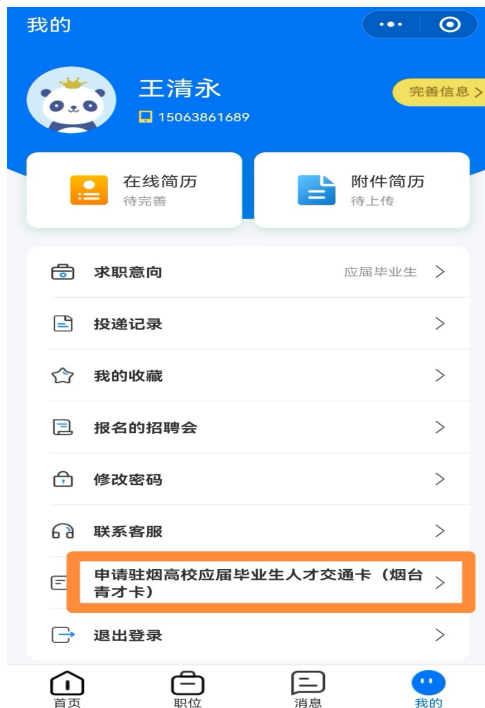 我的
王清永
15063861689
完善信息
在线简历
待完善
附件简历
待上传
求职意向
应届毕业生
投递记录
我的收藏
报名的招聘会
修改密码
联系客服
申请驻烟高校应届毕业生人才交通卡（烟台
青才卡）
退出登录
首页
职位
消息
我的